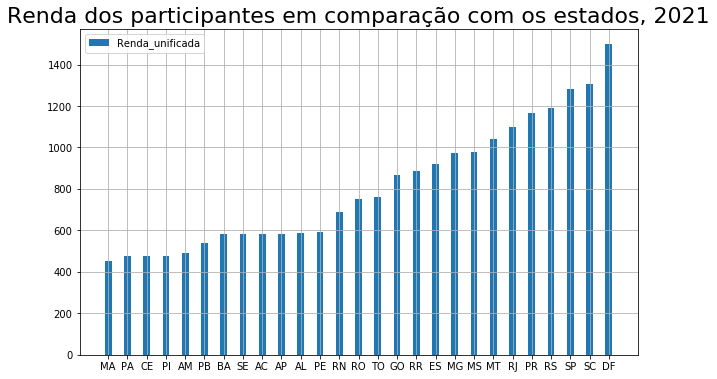 Renda dos participantes em comparação com os estados, 2021
Renda_unificada
1400
1200
1000
800
600
400
200
0
MA PA CE PI AM PB BA SE AC AP AL PE RN RO TO GO RR ES MG MS MT RJ PR RS SP SC DF